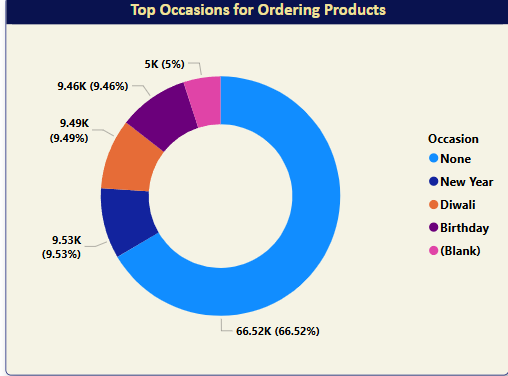 Top Occasions for Ordering Products
5K (5%)
9.46K (9.46%)
9.49K
(9.49%)
9.53K
(9.53%)
66.52K (66.52%)
Occasion
None
New Year
Diwali
Birthday
(Blank)